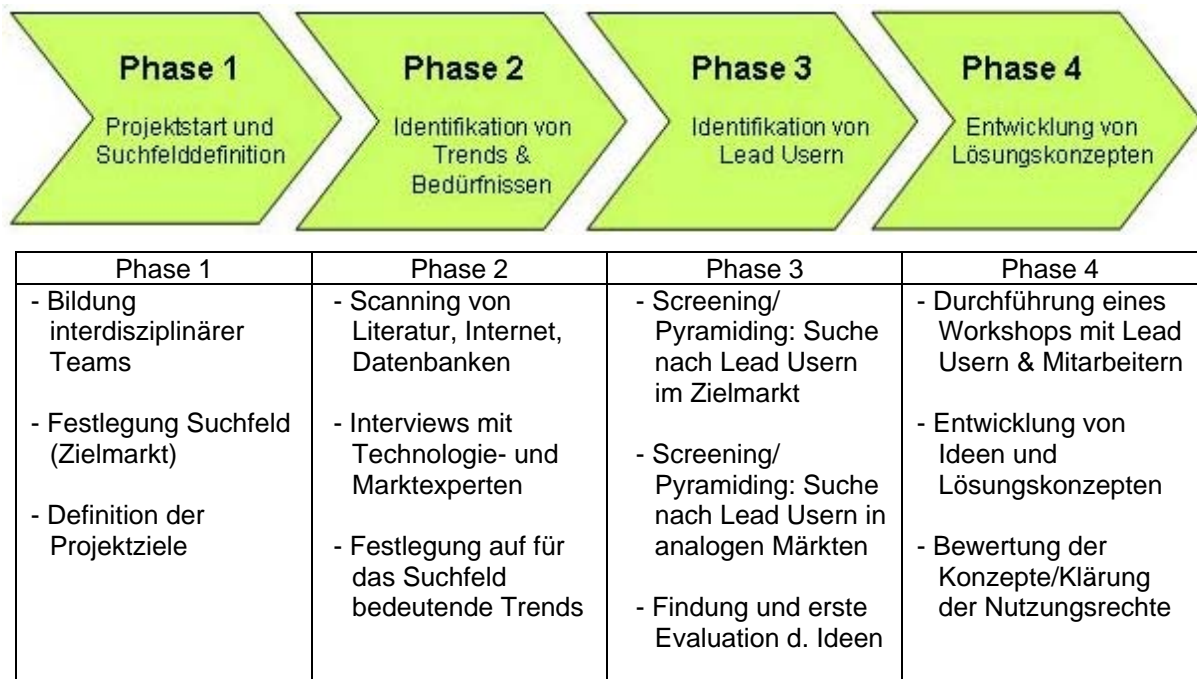 Phase 1
Projektstart und
Suchfelddefinition
Phase 2
Identifikation von
Trends &
Bedürfnissen
Phase 3
Identifikation von
Lead Usern
Phase 4
Entwicklung von
Lösungskonzepten
Phase 1
- Bildung
interdisziplinärer
Teams
- Festlegung Suchfeld
(Zielmarkt)
- Definition der
Projektziele
Phase 2
- Scanning von
Literatur, Internet,
Datenbanken
- Interviews mit
Technologie- und
Marktexperten
- Festlegung auf für
das Suchfeld
bedeutende Trends
Phase 3
- Screening/
Pyramiding: Suche
nach Lead Usern
im Zielmarkt
- Screening/
Pyramiding: Suche
nach Lead Usern in
analogen Märkten
- Findung und erste
Evaluation d. Ideen
Phase 4
- Durchführung eines
Workshops mit Lead
Usern & Mitarbeitern
- Entwicklung von
Ideen und
Lösungskonzepten
- Bewertung der
Konzepte/Klärung
der Nutzungsrechte